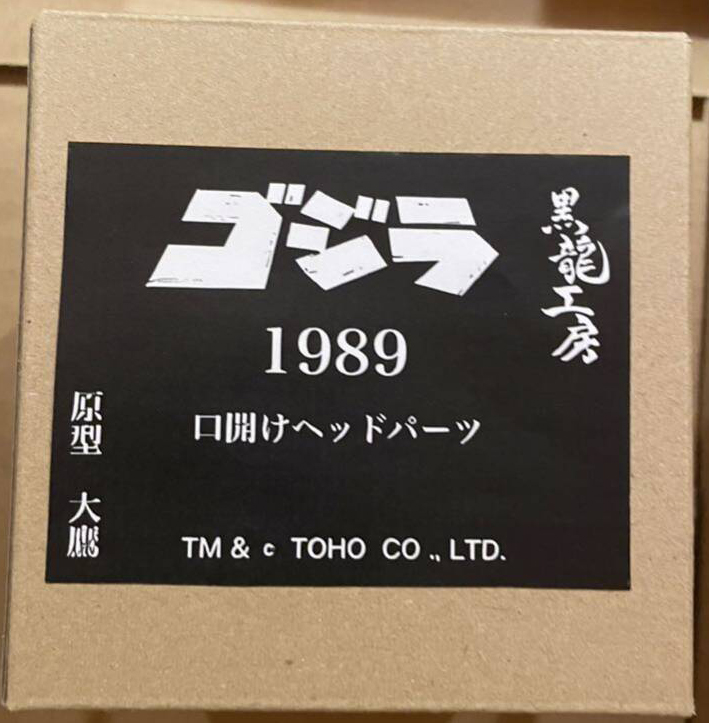 ゴジラ
黒龍工房
1989
口開けヘッドパーツ
原型 大鷹
TM & c TOHO CO ., LTD.